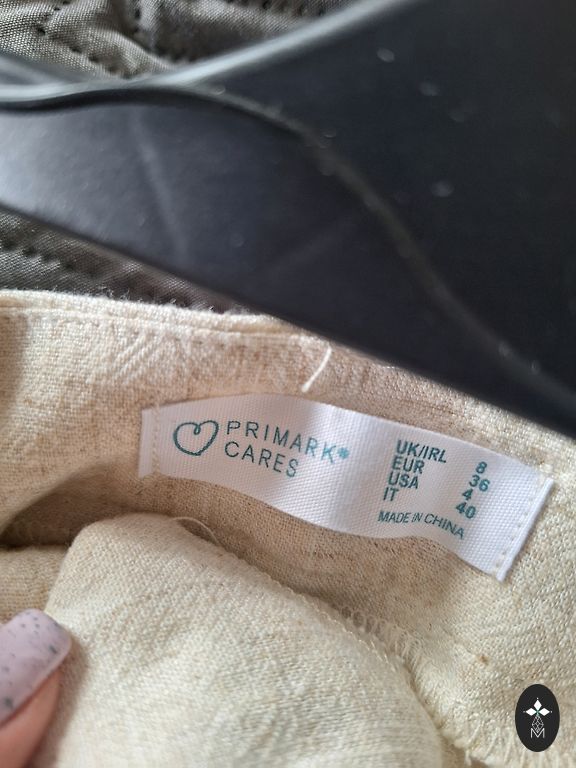 PRIMARK®
CARES
UK/IRL 8
EUR 36
USA 4
IT 40
MADE IN CHINA
M